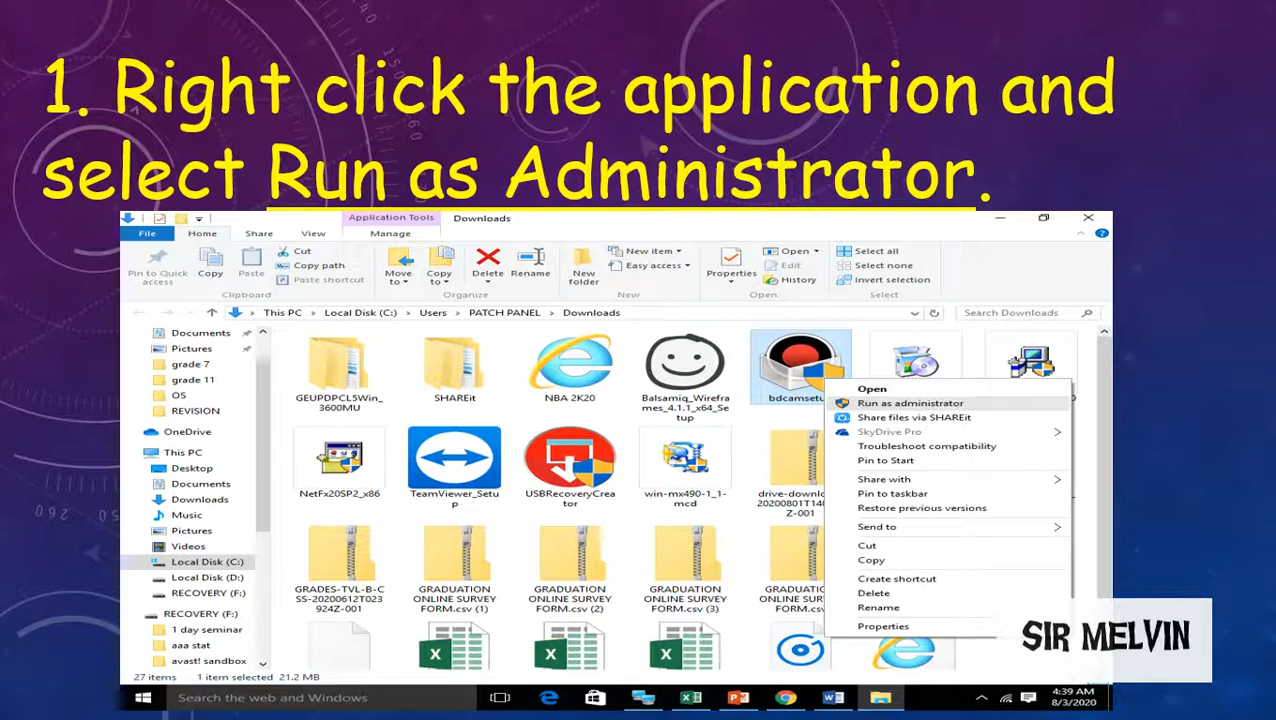 1. Right click the application and
select Run as Administrator.
Application Tools
Downloads
File
Home
Share
View
Manage
Pin to Quick
access
Copy
Paste
Cut
Copy path
Paste shortcut
Clipboard
Move
to
Copy
to
Delete
Rename
Organize
New
folder
New item
Easy access
New
Properties
Open
Edit
History
Open
Select all
Select none
Invert selection
Select
This PC
Local Disk (C:)
Users
PATCH PANEL
Downloads
Search Downloads
Documents
Pictures
grade 7
grade 11
OS
REVISION
OneDrive
This PC
Desktop
Documents
Downloads
Music
Pictures
Videos
Local Disk (C:)
Local Disk (D:)
RECOVERY (F:)
RECOVERY (F:)
1 day seminar
aaa stat
avast! sandbox
GEUPDPCL5Win_
3600MU
SHAREit
NBA 2K20
Balsamiq_Wirefra
mes_4.1.1_x64_Se
tup
bdcamsetu
NetFx20SP2_x86
TeamViewer_Setu
p
USBRecoveryCrea
tor
win-mx490-1_1-
mcd
drive-downlo
20200801T140
Z-001
GRADES-TVL-B-C
SS-20200612T023
924Z-001
GRADUATION
ONLINE SURVEY
FORM.csv (1)
GRADUATION
ONLINE SURVEY
FORM.csv (2)
GRADUATION
ONLINE SURVEY
FORM.csv (3)
GRADUATI
ONLINE SUR
FORM.csv
Open
Run as administrator
Share files via SHAREit
SkyDrive Pro
Troubleshoot compatibility
Pin to Start
Share with
Pin to taskbar
Restore previous versions
Send to
Cut
Copy
Create shortcut
Delete
Rename
Properties
SIR MELVIN
27 items
1 item selected 21.2 MB
Search the web and Windows
4:39 AM
8/3/2020